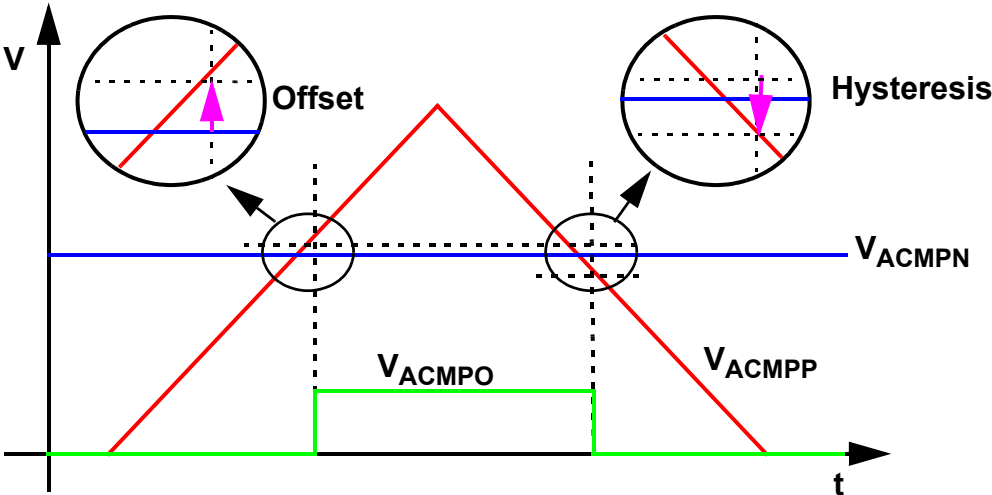 V
Offset
Hysteresis
VACMPN
VACMPO
VACMPP
t